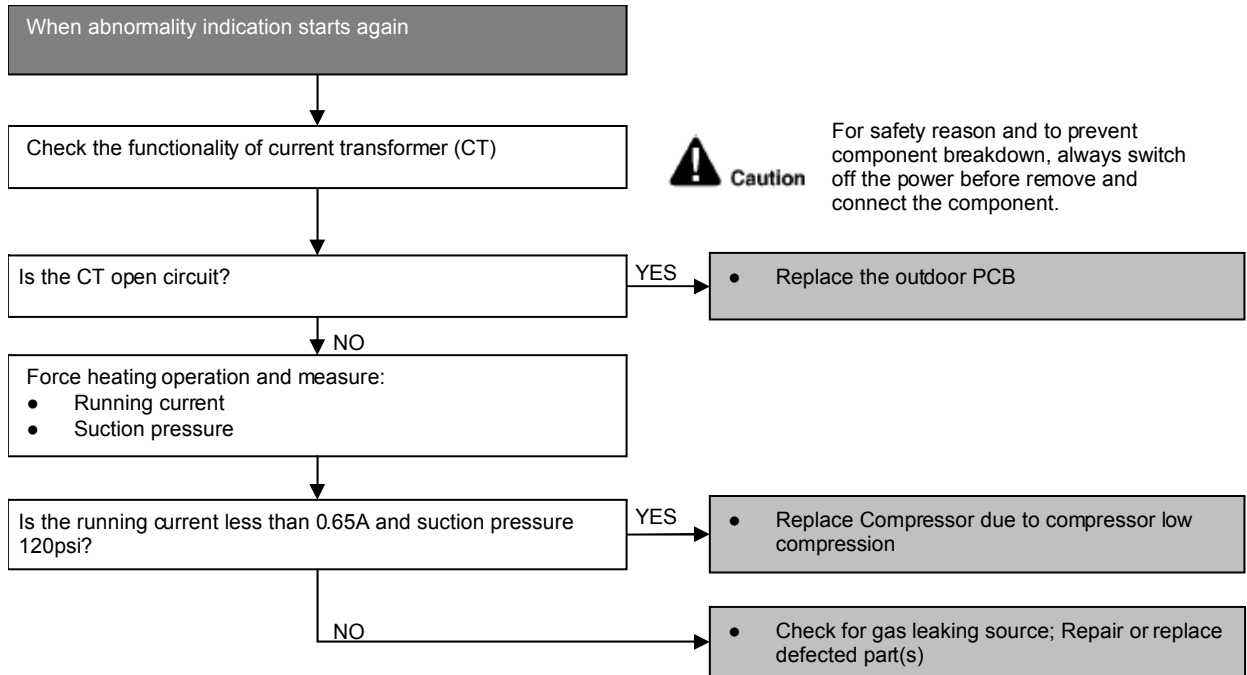 When abnormality indication starts again
Check the functionality of current transformer (CT)
Caution
For safety reason and to prevent
component breakdown, always switch
off the power before remove and
connect the component.
Is the CT open circuit?
YES
● Replace the outdoor PCB
NO
Force heating operation and measure:
● Running current
● Suction pressure
Is the running current less than 0.65A and suction pressure
120psi?
YES
● Replace Compressor due to compressor low
compression
NO
● Check for gas leaking source; Repair or replace
defected part(s)